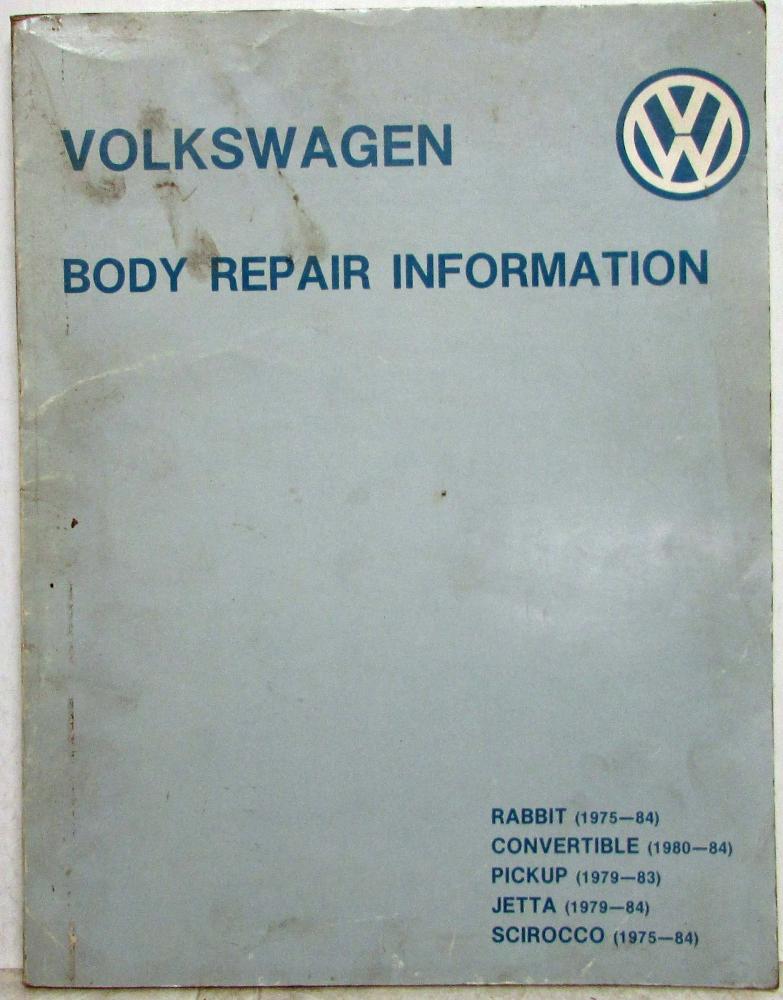 VOLKSWAGEN
VW
BODY REPAIR INFORMATION
RABBIT (1975—84)
CONVERTIBLE (1980—84)
PICKUP (1979—83)
JETTA (1979—84)
SCIROCCO (1975—84)